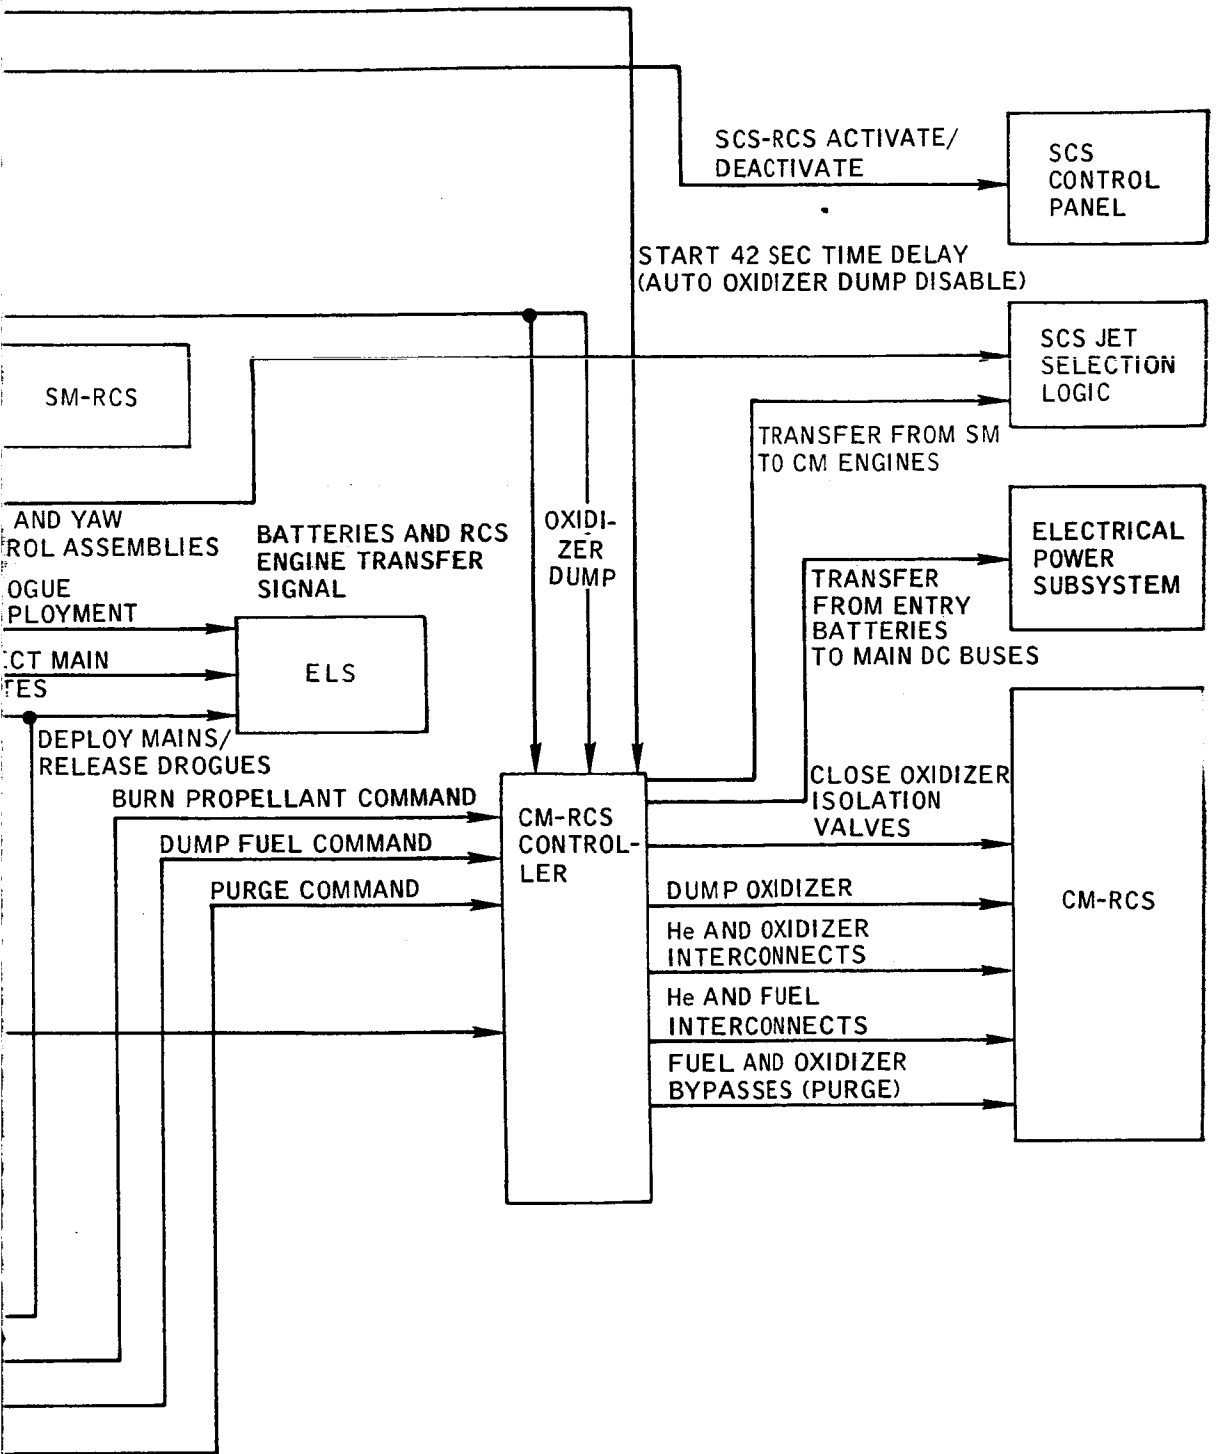 SCS-RCS ACTIVATE/
DEACTIVATE
SCS
CONTROL
PANEL
START 42 SEC TIME DELAY
(AUTO OXIDIZER DUMP DISABLE)
SCS JET
SELECTION
LOGIC
SM-RCS
TRANSFER FROM SM
TO CM ENGINES
AND YAW
ROL ASSEMBLIES
BATTERIES AND RCS
ENGINE TRANSFER
SIGNAL
OXIDI-
ZER
DUMP
ELECTRICAL
POWER
SUBSYSTEM
OGUE
PLOYMENT
TRANSFER
FROM ENTRY
BATTERIES
TO MAIN DC BUSES
ECT MAIN
TES
ELS
DEPLOY MAINS/
RELEASE DROGUES
BURN PROPELLANT COMMAND
DUMP FUEL COMMAND
PURGE COMMAND
CM-RCS
CONTROL-
LER
CLOSE OXIDIZER
ISOLATION
VALVES
DUMP OXIDIZER
He AND OXIDIZER
INTERCONNECTS
He AND FUEL
INTERCONNECTS
FUEL AND OXIDIZER
BYPASSES (PURGE)
CM-RCS